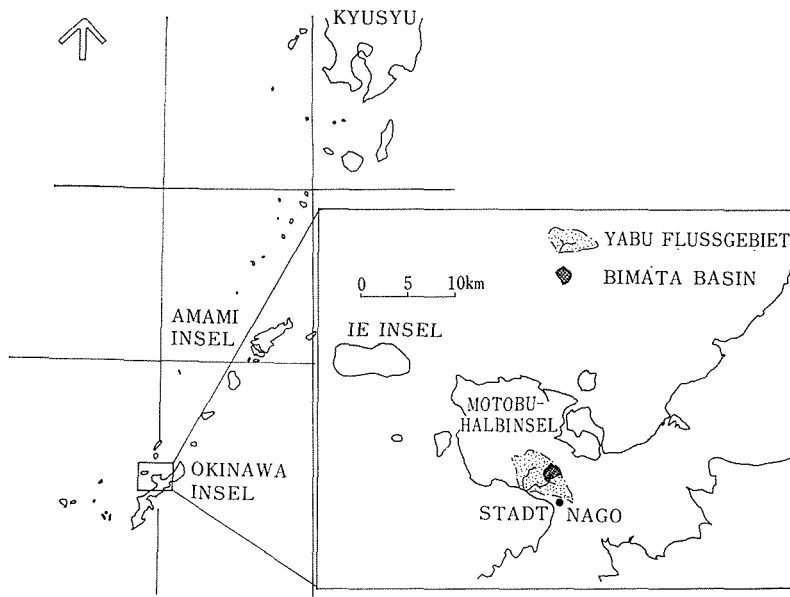 KYUSYU
YABU FLUSSGEBIET
BIMATA BASIN
0 5 10km
AMAMI
INSEL
IE INSEL
MOTOBU-
HALBINSEL
OKINAWA
INSEL
STADT NAGO